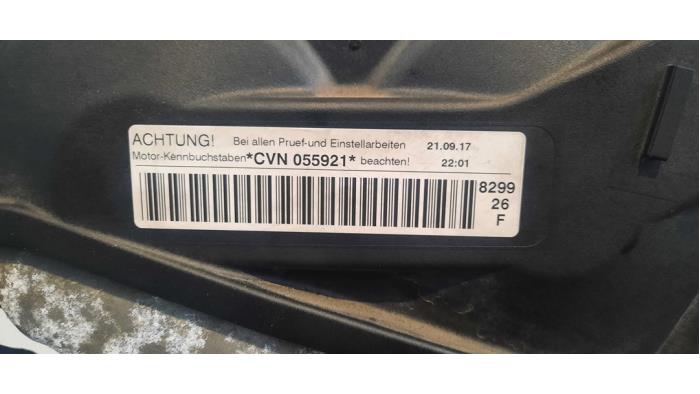 ACHTUNG! Bei allen Pruef-und Einstellarbeiten 21.09.17
Motor-Kennbuchstaben *CVN 055921* beachten! 22:01
8299
26
F